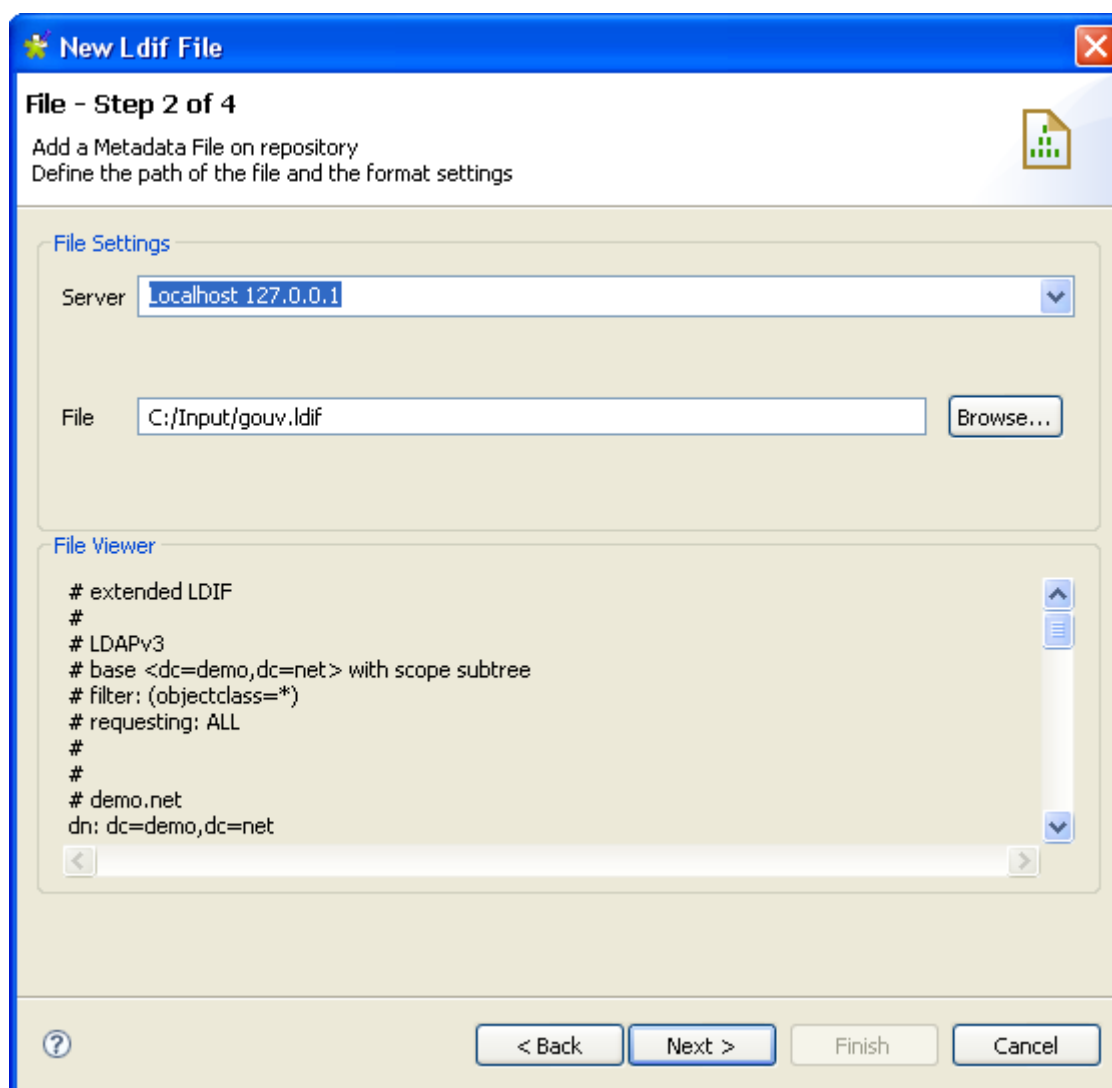 New Ldif File
File - Step 2 of 4
Add a Metadata File on repository
Define the path of the file and the format settings
File Settings
Server Localhost 127.0.0.1
File C:/Input/gouv.ldif Browse...
File Viewer
# extended LDIF
#
# LDAPv3
# base <dc=demo,dc=net> with scope subtree
# filter: (objectclass=*)
# requesting: ALL
#
#
# demo.net
dn: dc=demo,dc=net
? < Back Next > Finish Cancel